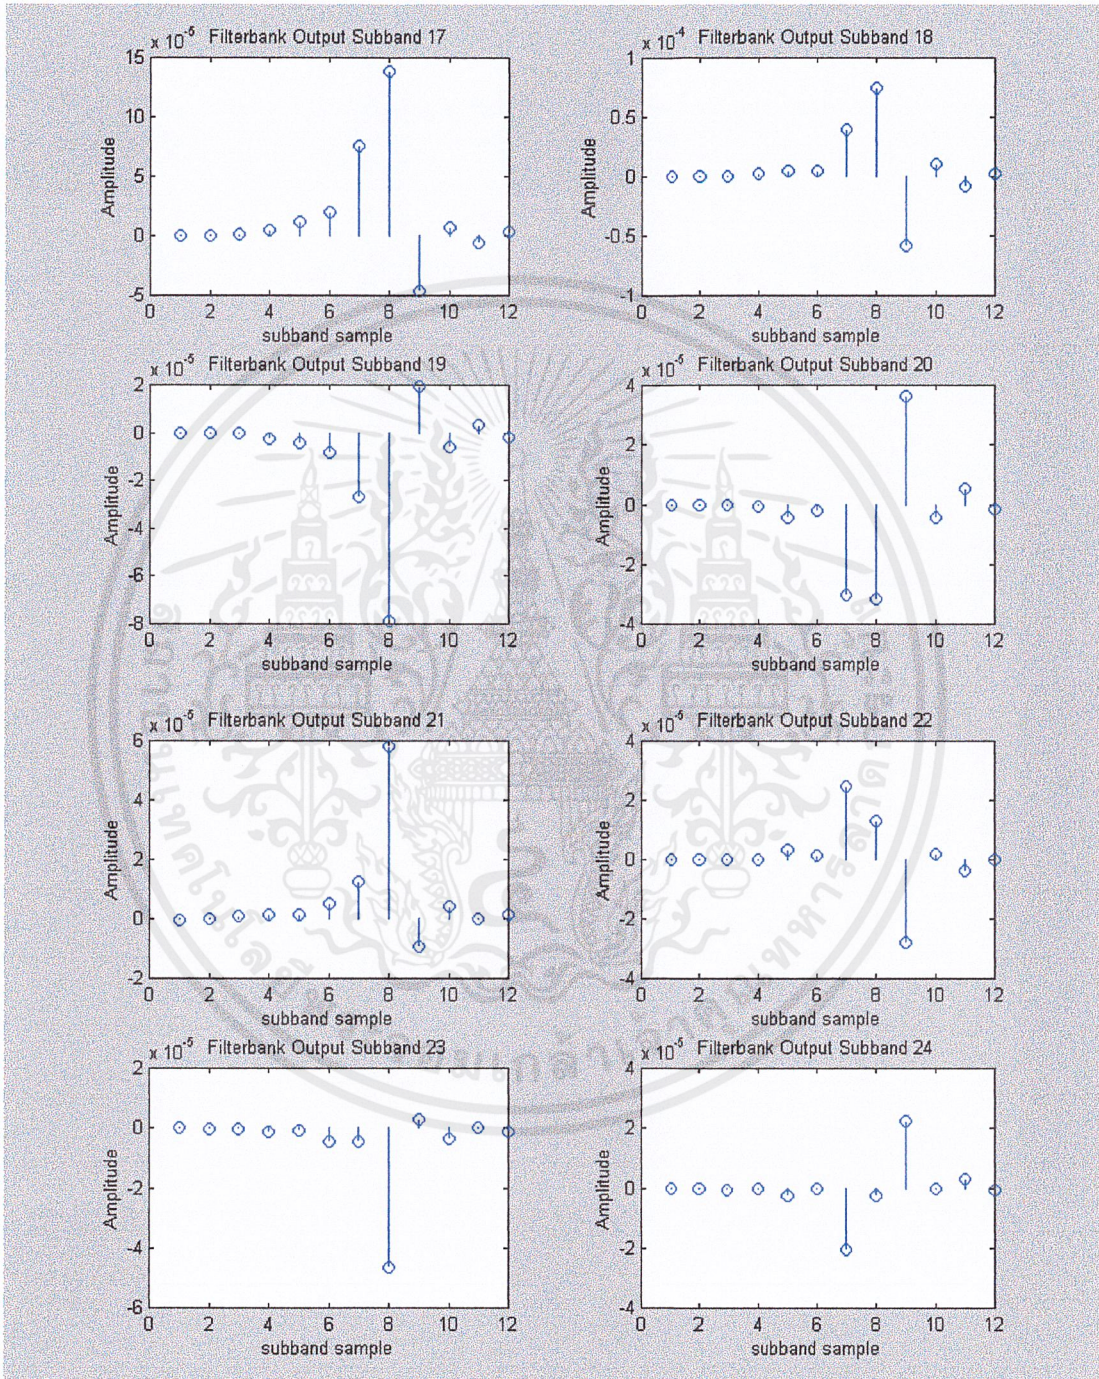 x 10⁻⁵ Filterbank Output Subband 17
15
10
5
0
-5
Amplitude
0 2 4 6 8 10 12
subband sample
x 10⁻⁴ Filterbank Output Subband 18
1
0.5
0
-0.5
-1
Amplitude
0 2 4 6 8 10 12
subband sample
x 10⁻⁵ Filterbank Output Subband 19
2
0
-2
-4
-6
-8
Amplitude
0 2 4 6 8 10 12
subband sample
x 10⁻⁵ Filterbank Output Subband 20
4
2
0
-2
-4
Amplitude
0 2 4 6 8 10 12
subband sample
x 10⁻⁵ Filterbank Output Subband 21
6
4
2
0
-2
Amplitude
0 2 4 6 8 10 12
subband sample
x 10⁻⁵ Filterbank Output Subband 22
4
2
0
-2
-4
Amplitude
0 2 4 6 8 10 12
subband sample
x 10⁻⁵ Filterbank Output Subband 23
2
0
-2
-4
-6
Amplitude
0 2 4 6 8 10 12
subband sample
x 10⁻⁵ Filterbank Output Subband 24
4
2
0
-2
-4
Amplitude
0 2 4 6 8 10 12
subband sample